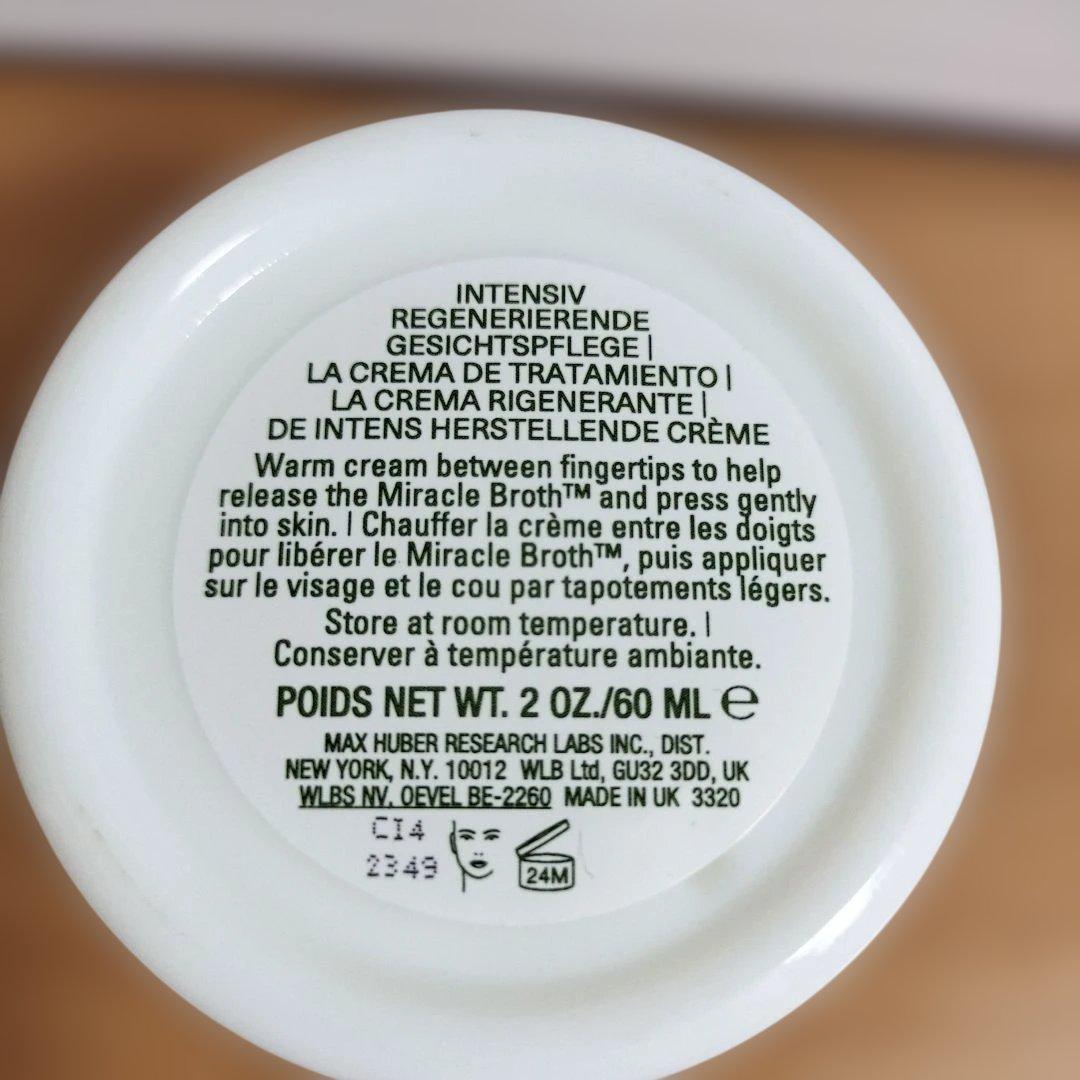 INTENSIV
REGENERIERENDE
GESICHTSPFLEGE |
LA CREMA DE TRATAMIENTO |
LA CREMA RIGENERANTE |
DE INTENS HERSTELLENDE CRÈME
Warm cream between fingertips to help
release the Miracle Broth™ and press gently
into skin. | Chauffer la crème entre les doigts
pour libérer le Miracle Broth™, puis appliquer
sur le visage et le cou par tapotements légers.
Store at room temperature. |
Conserver à température ambiante.
POIDS NET WT. 2 OZ./60 ML ℮
MAX HUBER RESEARCH LABS INC., DIST.
NEW YORK, N.Y. 10012 WLB Ltd, GU32 3DD, UK
WLBS NV, OEVEL BE-2260 MADE IN UK 3320
CI4
2349
24M